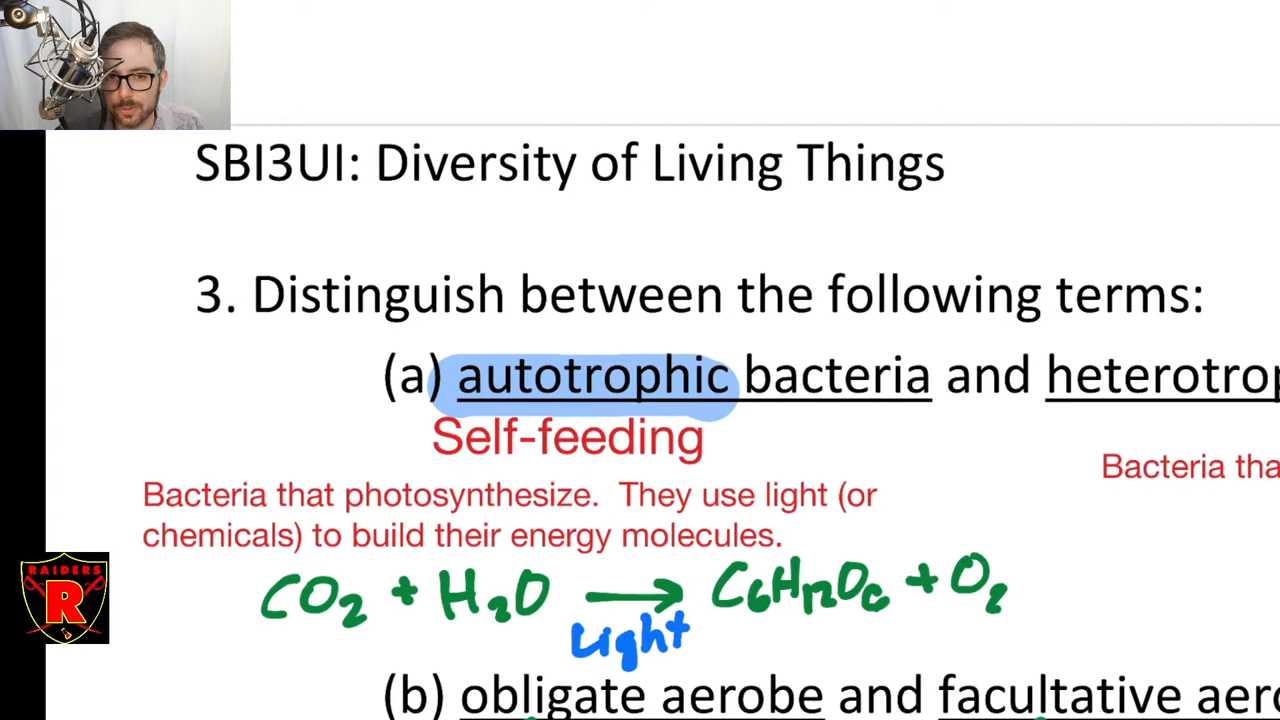 SBI3UI: Diversity of Living Things
3. Distinguish between the following terms:
(a) autotrophic bacteria and heterotrop
Self-feeding
Bacteria tha
Bacteria that photosynthesize. They use light (or
chemicals) to build their energy molecules.
CO2 + H2O → C6H12O6 + O2
Light
RAIDERS
R
(b) obligate aerobe and facultative aero